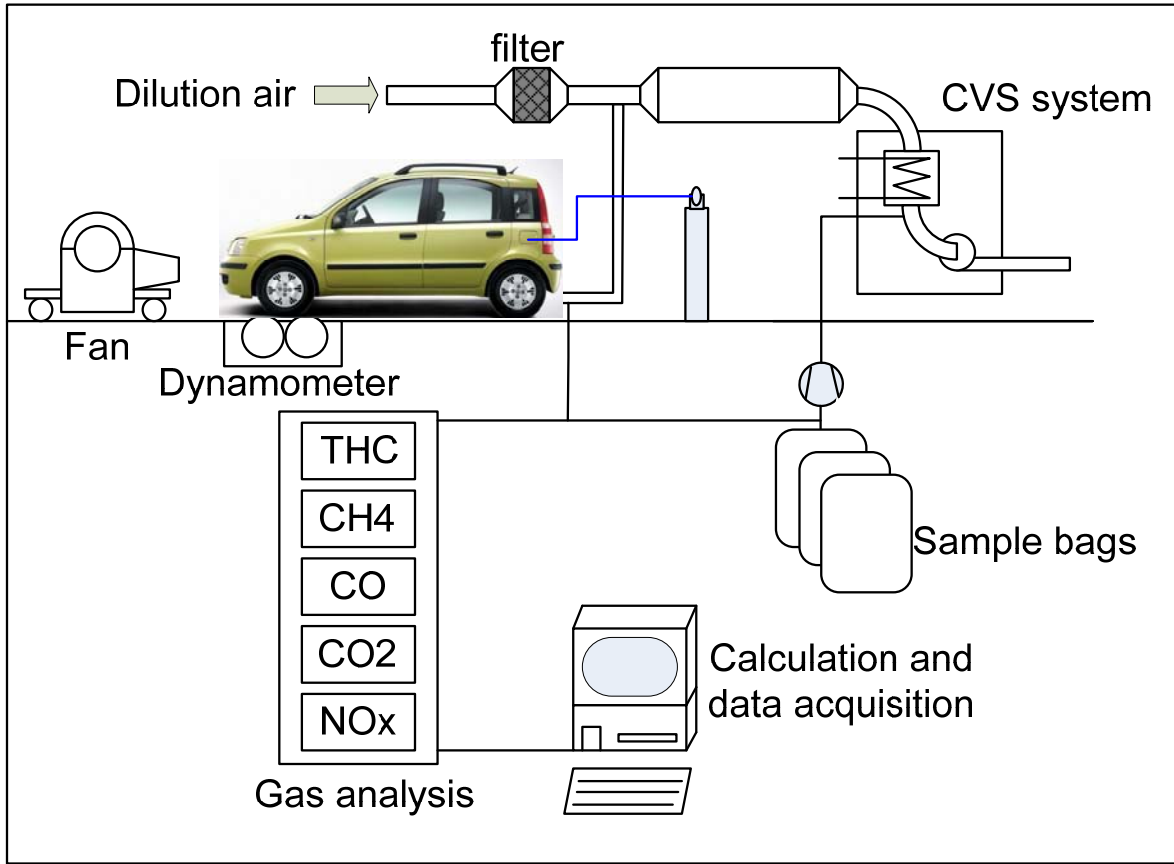 filter
Dilution air
CVS system
Fan
Dynamometer
THC
CH4
CO
CO2
NOx
Gas analysis
Sample bags
Calculation and
data acquisition